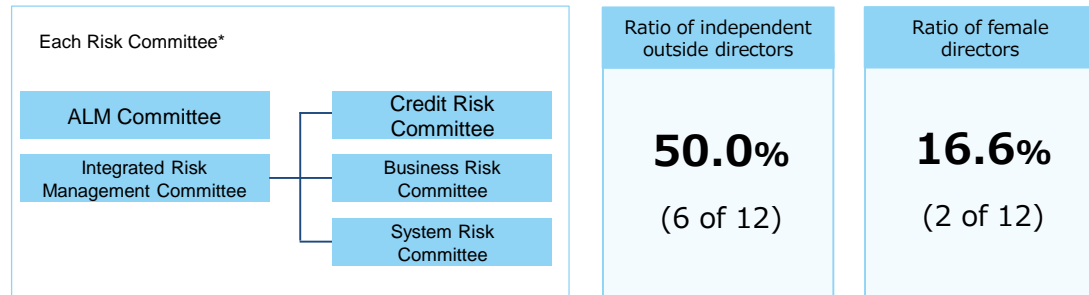 Each Risk Committee*
ALM Committee
Integrated Risk
Management Committee
Credit Risk
Committee
Business Risk
Committee
System Risk
Committee
Ratio of independent
outside directors
50.0%
(6 of 12)
Ratio of female
directors
16.6%
(2 of 12)